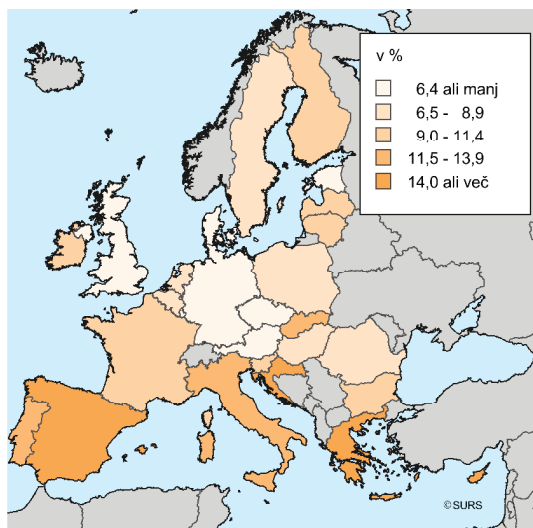 v %
6,4 ali manj
6,5 - 8,9
9,0 - 11,4
11,5 - 13,9
14,0 ali več
©SURS